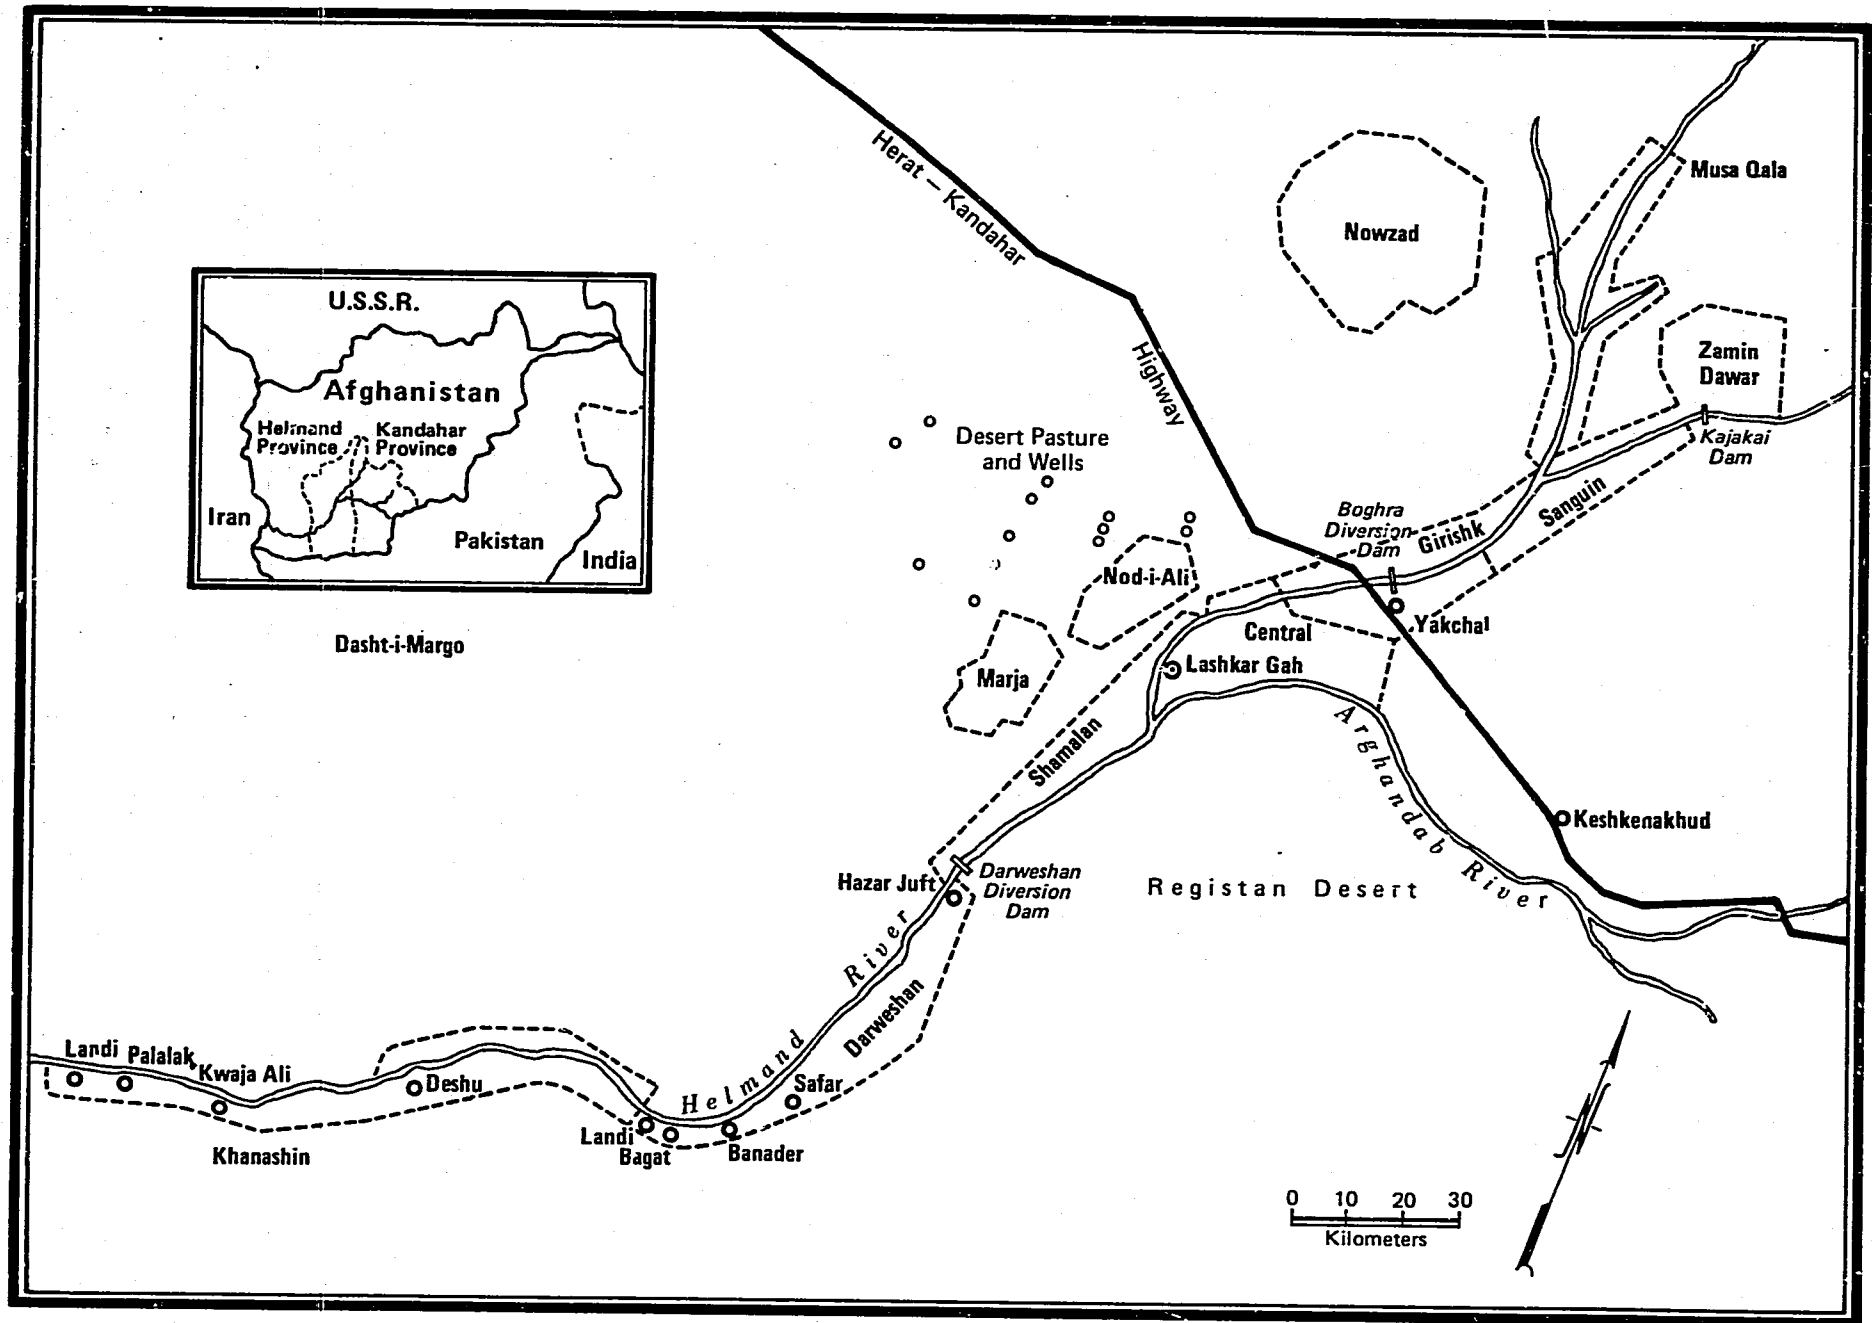 Herat – Kandahar
Highway
Musa Qala
Nowzad
Zamin
Dawar
Kajakai
Dam
U.S.S.R.
Afghanistan
Helmand
Province
Kandahar
Province
Iran
Pakistan
India
Desert Pasture
and Wells
Boghra
Diversion
Dam
Girishk
Sanguin
Nod-i-Ali
Yakchal
Central
Dasht-i-Margo
Lashkar Gah
Marja
Shamalan
Arghandab River
Keshkenakhud
Hazar Juft
Darweshan
Diversion
Dam
Registan Desert
Helmand River
Darweshan
Landi
Palalak
Kwaja Ali
Deshu
Safar
Landi
Bagat
Banader
Khanashin
0 10 20 30
Kilometers